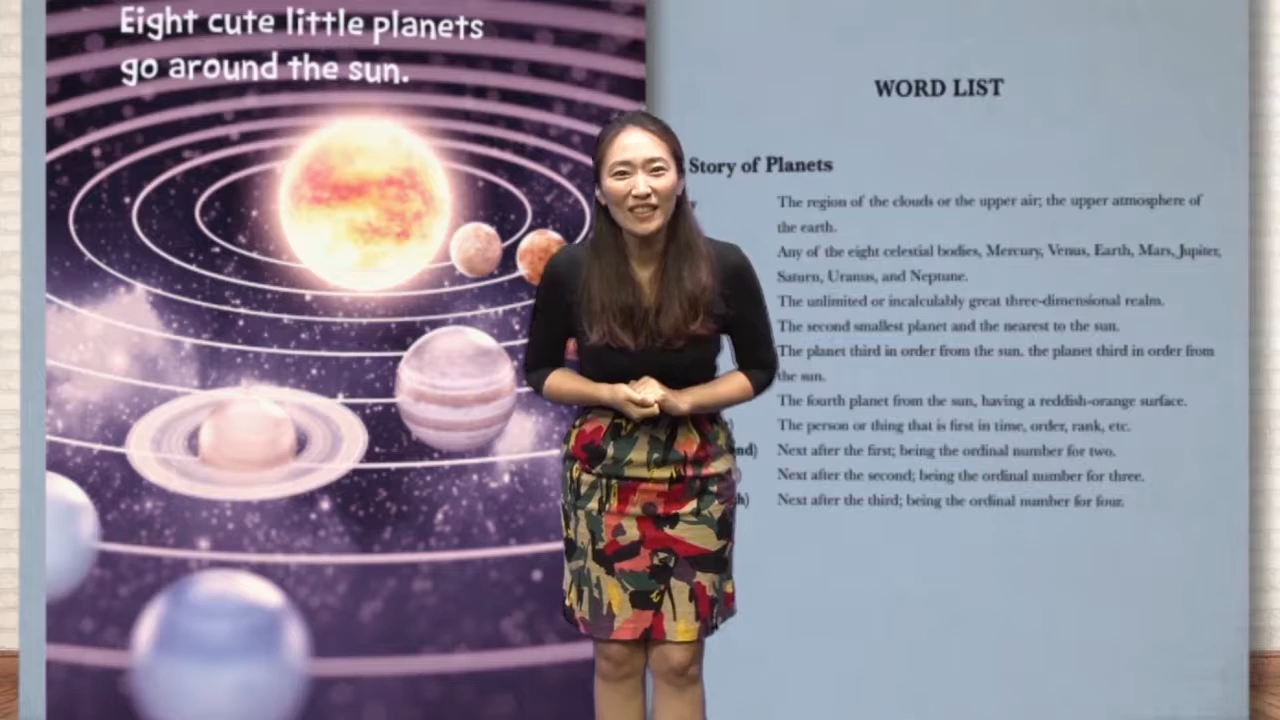 Eight cute little planets
go around the sun.
WORD LIST
Story of Planets
The region of the clouds or the upper air; the upper atmosphere of
the earth.
Any of the eight celestial bodies, Mercury, Venus, Earth, Mars, Jupiter,
Saturn, Uranus, and Neptune.
The unlimited or incalculably great three-dimensional realm.
The second smallest planet and the nearest to the sun.
The planet third in order from the sun. the planet third in order from
the sun.
The fourth planet from the sun, having a reddish-orange surface.
The person or thing that is first in time, order, rank, etc.
nd) Next after the first; being the ordinal number for two.
Next after the second; being the ordinal number for three.
h) Next after the third; being the ordinal number for four.